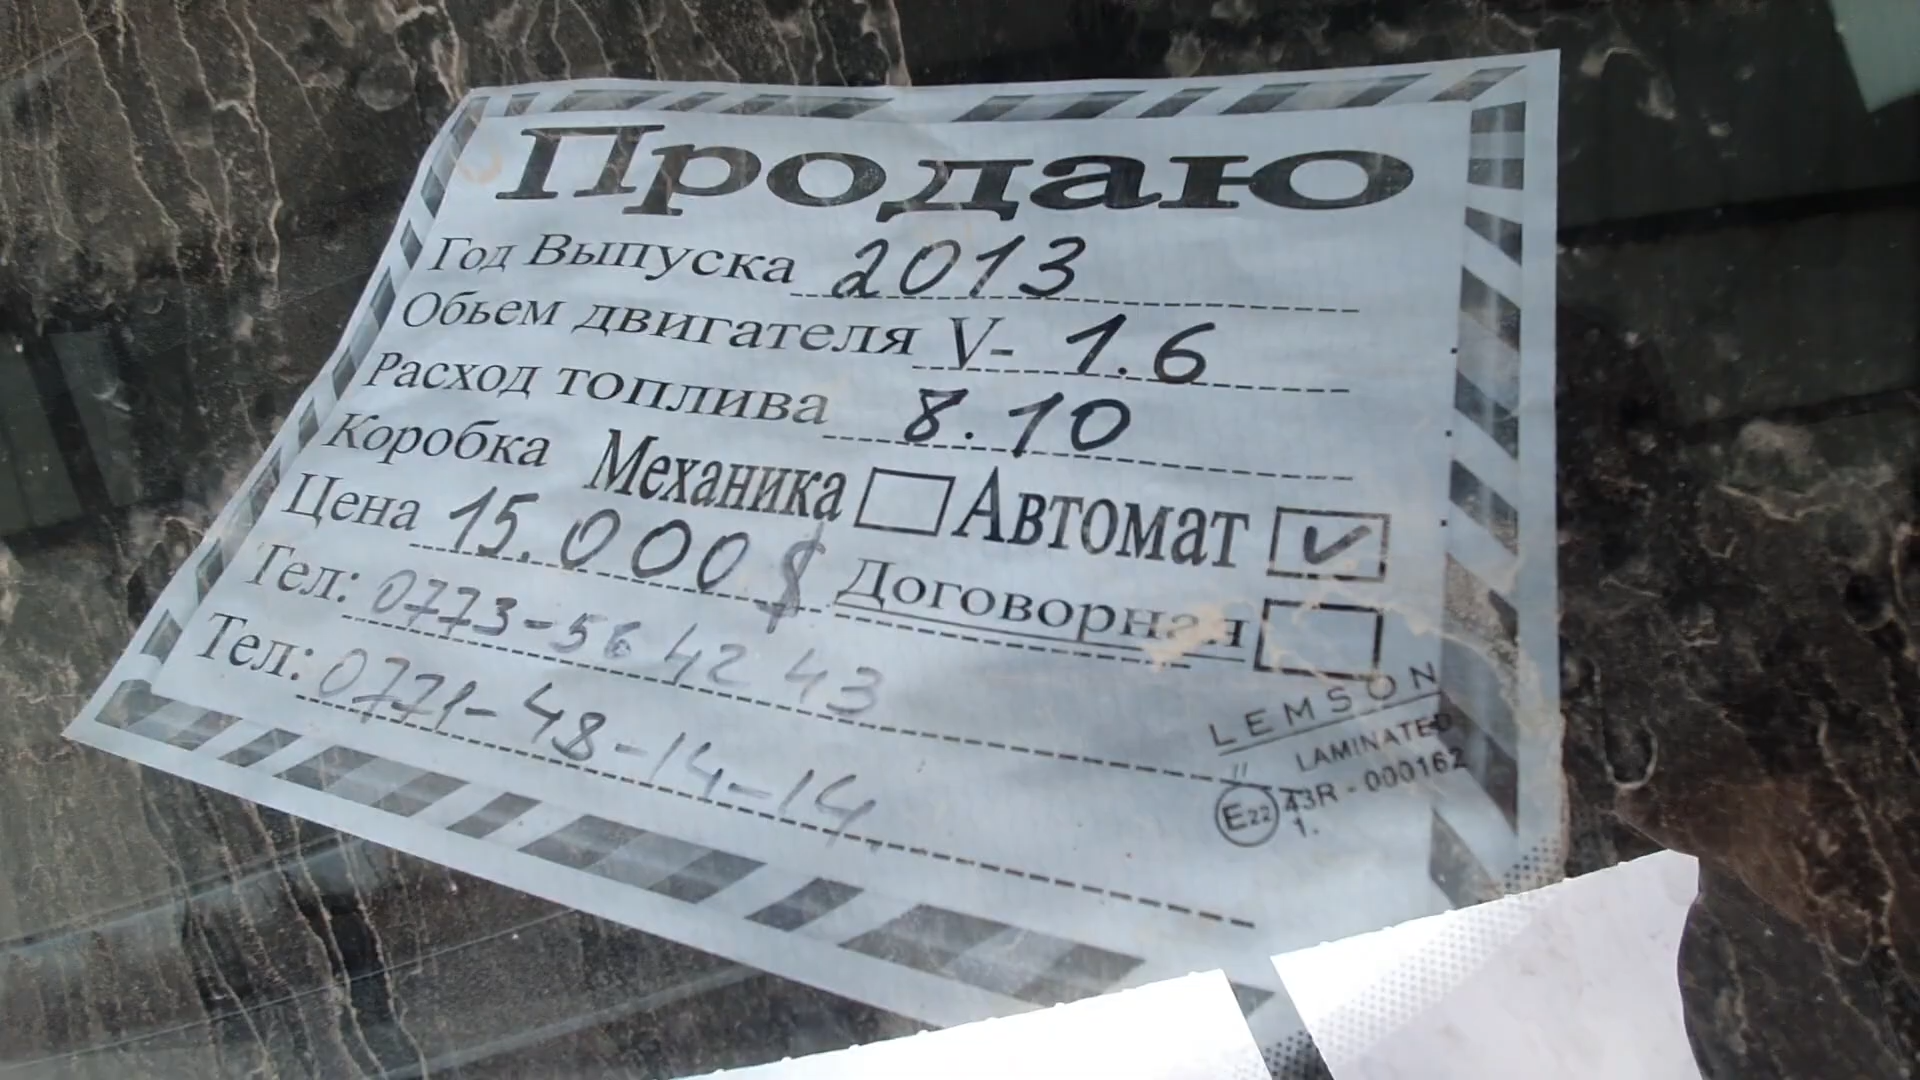 Продаю
Год Выпуска 2013
Обьем двигателя V- 1.6
Расход топлива 8.10
Коробка Механика Автомат ✓
Цена 15.000$ Договорная
Тел: 0773-56 42 43
Тел: 0771-48-14-14
LEMSON
LAMINATED
E22 43R - 000162
1.